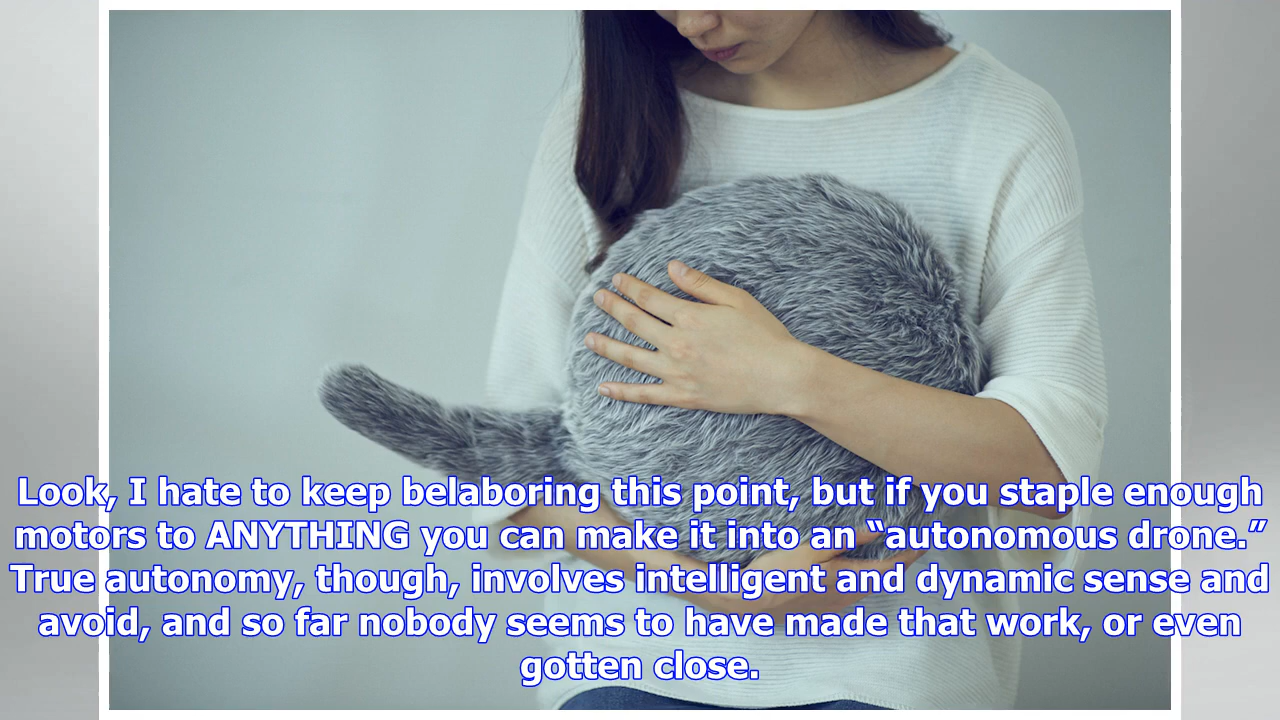 Look, I hate to keep belaboring this point, but if you staple enough
motors to ANYTHING you can make it into an “autonomous drone.”
True autonomy, though, involves intelligent and dynamic sense and
avoid, and so far nobody seems to have made that work, or even
gotten close.